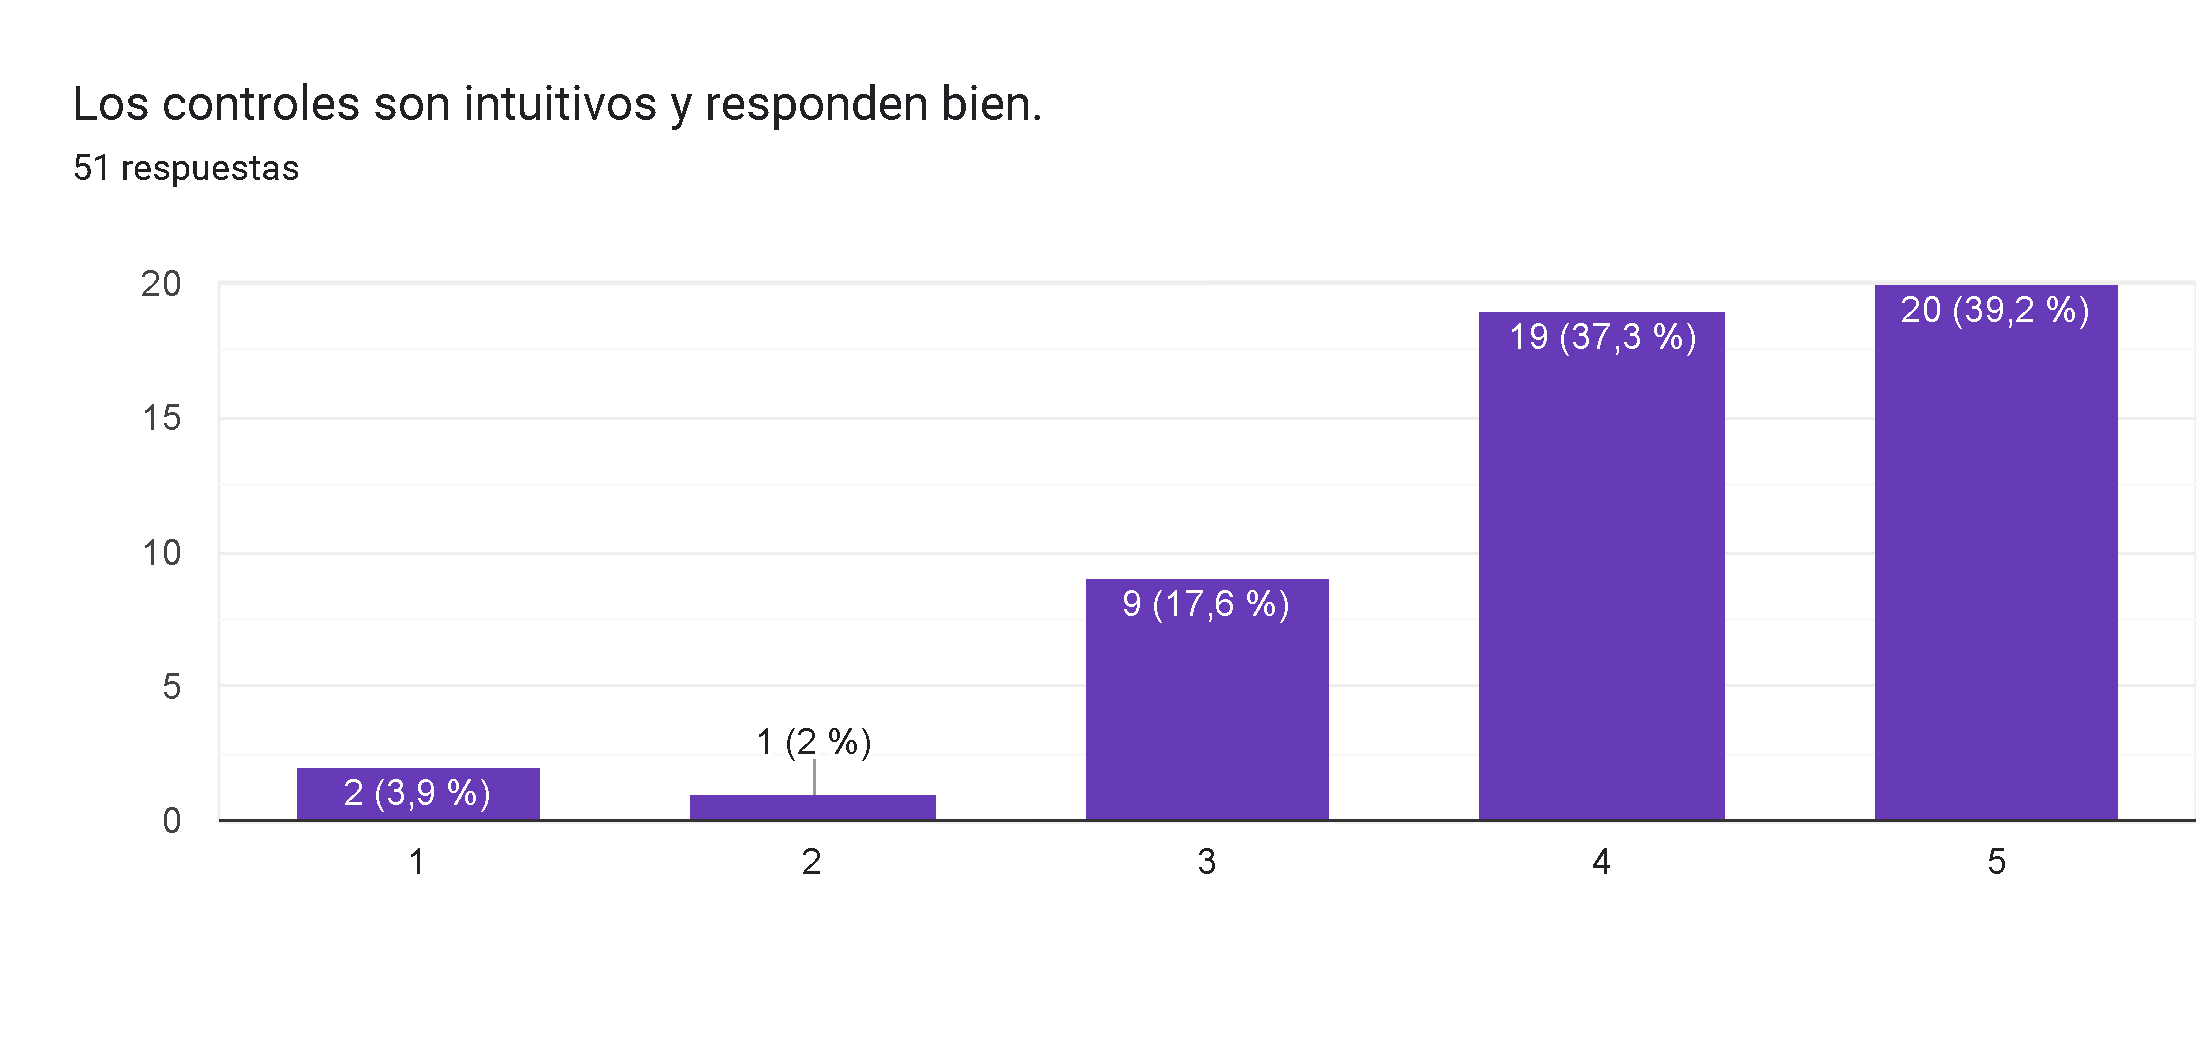 Los controles son intuitivos y responden bien.
51 respuestas
20
15
10
5
0
2 (3,9 %)
1 (2 %)
9 (17,6 %)
19 (37,3 %)
20 (39,2 %)
1
2
3
4
5